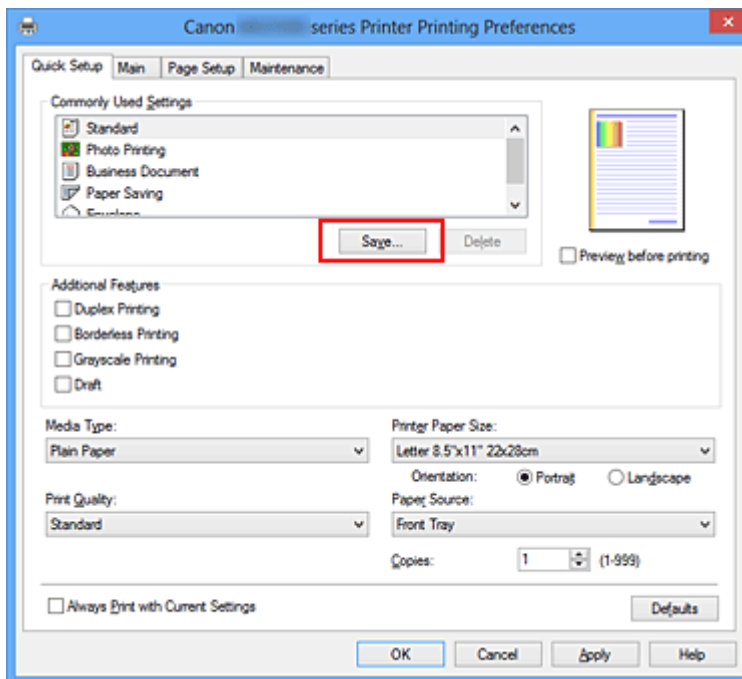 Canon series Printer Printing Preferences
Quick Setup Main Page Setup Maintenance
Commonly Used Settings
Standard
Photo Printing
Business Document
Paper Saving
Envelope
Save... Delete
Preview before printing
Additional Features
Duplex Printing
Borderless Printing
Grayscale Printing
Draft
Media Type: Printer Paper Size:
Plain Paper Letter 8.5"x11" 22x28cm
Orientation: Portrait Landscape
Print Quality: Paper Source:
Standard Front Tray
Copies: 1 (1-999)
Always Print with Current Settings Defaults
OK Cancel Apply Help